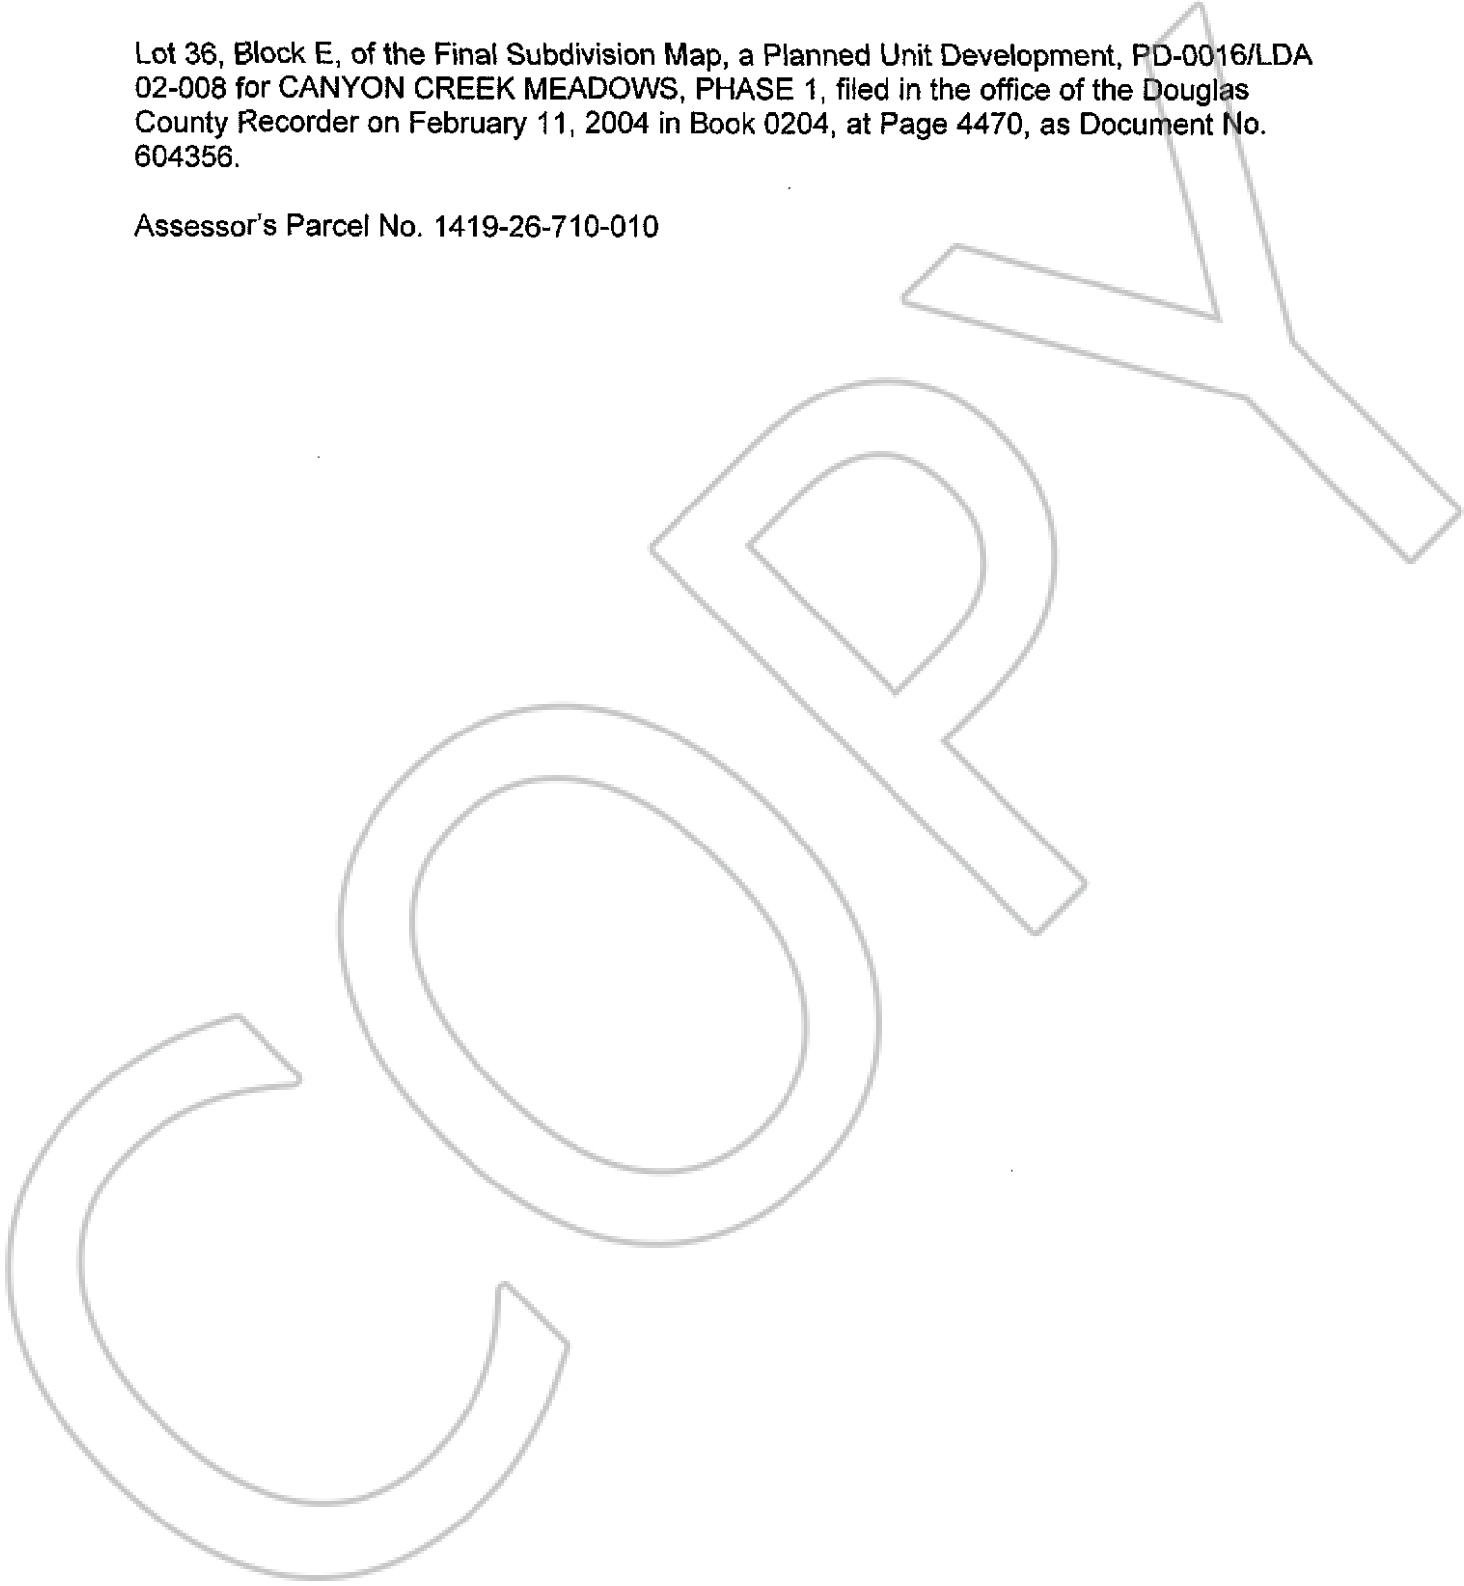 Lot 36, Block E, of the Final Subdivision Map, a Planned Unit Development, PD-0016/LDA
02-008 for CANYON CREEK MEADOWS, PHASE 1, filed in the office of the Douglas
County Recorder on February 11, 2004 in Book 0204, at Page 4470, as Document No.
604356.
Assessor's Parcel No. 1419-26-710-010
COPY